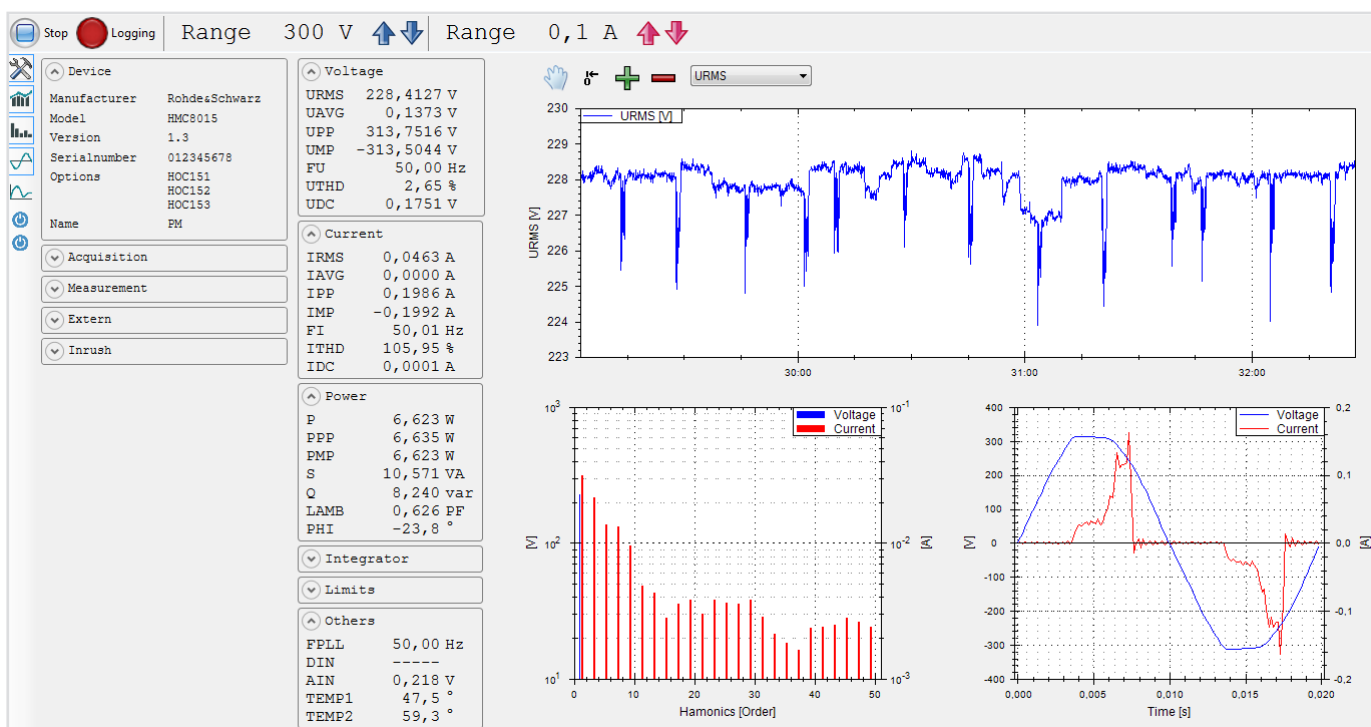 Stop Logging Range 300 V Range 0,1 A
Device
Manufacturer Rohde&Schwarz
Model HMC8015
Version 1.3
Serialnumber 012345678
Options HOC151
HOC152
HOC153
Name PM
Acquisition
Measurement
Extern
Inrush
Voltage
URMS 228,4127 V
UAVG 0,1373 V
UPP 313,7516 V
UMP -313,5044 V
FU 50,00 Hz
UTHD 2,65 %
UDC 0,1751 V
Current
IRMS 0,0463 A
IAVG 0,0000 A
IPP 0,1986 A
IMP -0,1992 A
FI 50,01 Hz
ITHD 105,95 %
IDC 0,0001 A
Power
P 6,623 W
PPP 6,635 W
PMP 6,623 W
S 10,571 VA
Q 8,240 var
LAMB 0,626 PF
PHI -23,8 °
Integrator
Limits
Others
FPLL 50,00 Hz
DIN -----
AIN 0,218 V
TEMP1 47,5 °
TEMP2 59,3 °
0 URMS
URMS [V]
230
229
228
227
226
225
224
223
URMS [V]
30:00 31:00 32:00
Voltage
Current
10³
10²
10¹
[V]
10⁻¹
10⁻²
10⁻³
[A]
0 10 20 30 40 50
Hamonics [Order]
Voltage
Current
400
300
200
100
0
-100
-200
-300
-400
[V]
0,2
0,1
0,0
-0,1
-0,2
[A]
0,000 0,005 0,010 0,015 0,020
Time [s]